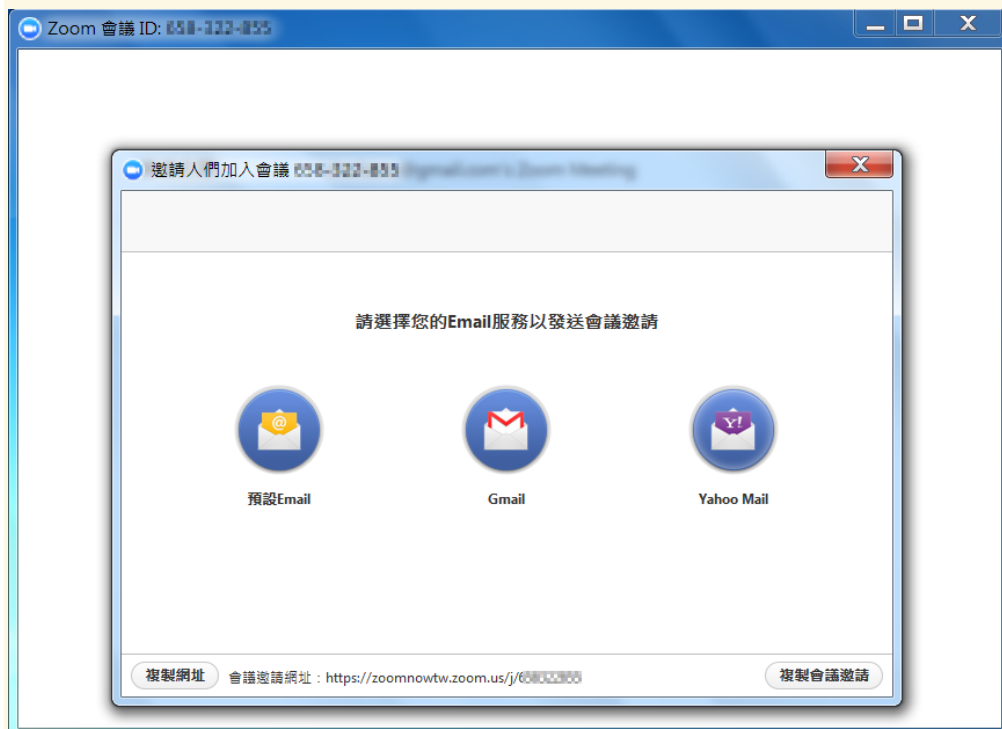 Zoom 會議 ID:
X
邀請人們加入會議
X
請選擇您的Email服務以發送會議邀請
@
Y!
預設Email
Gmail
Yahoo Mail
複製網址
會議邀請網址：https://zoomnowtw.zoom.us/j/
複製會議邀請